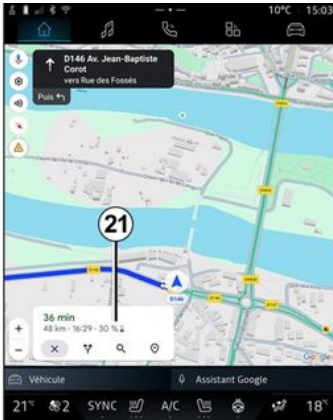 10°C 15:03
D146 Av. Jean-Baptiste
Corot
vers Rue des Fossés
Puis
21
D146
36 min
48 km · 16:29 · 30 %
Google
Véhicule
Assistant Google
21° 2 SYNC A/C 18°